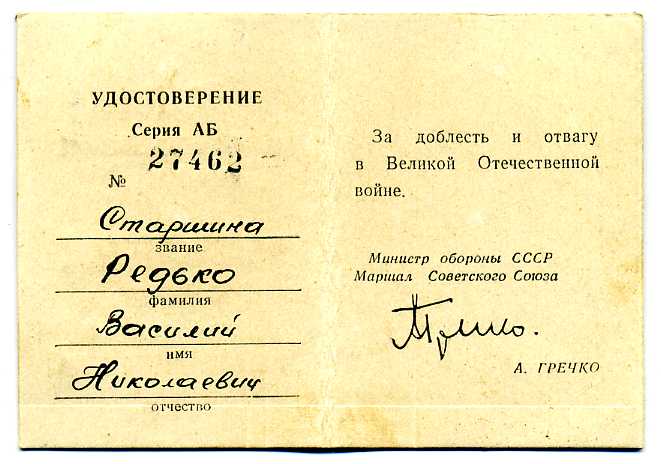 УДОСТОВЕРЕНИЕ
Серия АБ
№ 27462
Старшина
звание
Редько
фамилия
Василий
имя
Николаевич
отчество
За доблесть и отвагу
в Великой Отечественной
войне.
Министр обороны СССР
Маршал Советского Союза
Гречко.
А. ГРЕЧКО